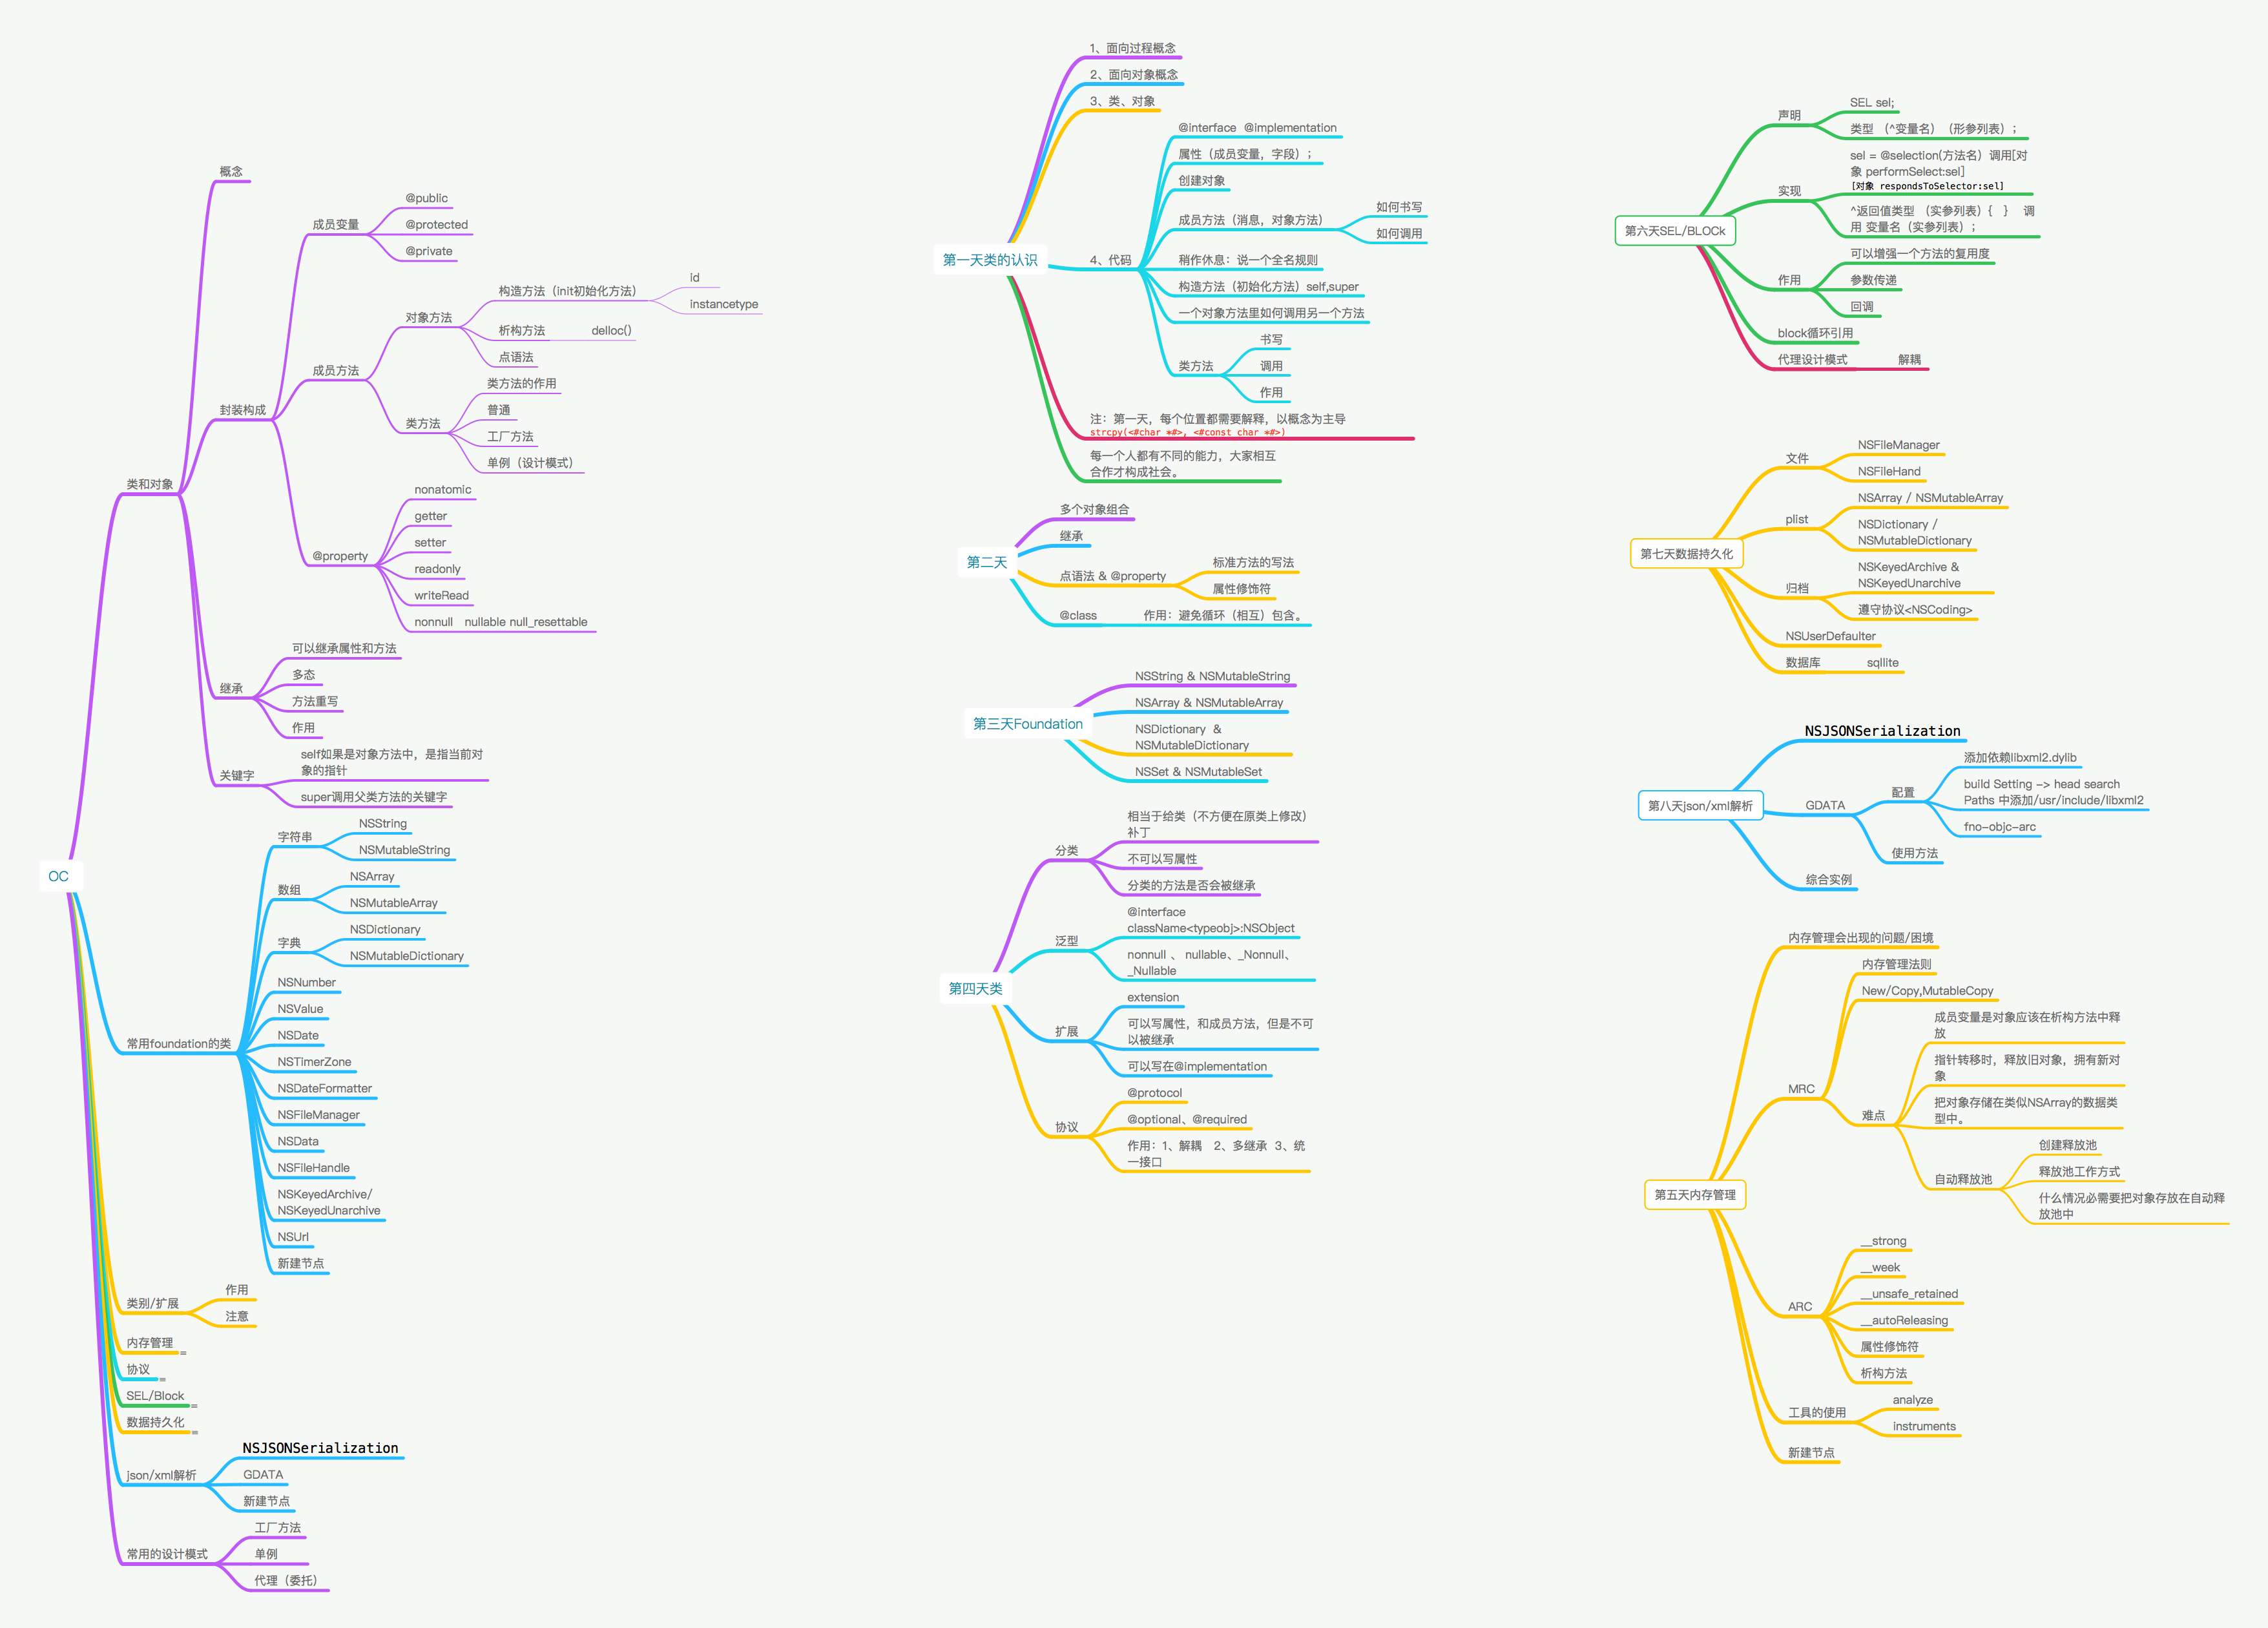 OC
类和对象
概念
封装构成
成员变量
@public
@protected
@private
成员方法
对象方法
构造方法（init初始化方法）
id
instancetype
析构方法
delloc()
点语法
类方法
类方法的作用
普通
工厂方法
单例（设计模式）
@property
nonatomic
getter
setter
readonly
writeRead
nonnull nullable null_resettable
继承
可以继承属性和方法
多态
方法重写
作用
关键字
self如果是对象方法中，是指当前对
象的指针
super调用父类方法的关键字
常用foundation的类
字符串
NSString
NSMutableString
数组
NSArray
NSMutableArray
字典
NSDictionary
NSMutableDictionary
NSNumber
NSValue
NSDate
NSTimerZone
NSDateFormatter
NSFileManager
NSData
NSFileHandle
NSKeyedArchive/
NSKeyedUnarchive
NSUrl
新建节点
类别/扩展
作用
注意
内存管理
协议
SEL/Block
数据持久化
json/xml解析
NSJSONSerialization
GDATA
新建节点
常用的设计模式
工厂方法
单例
代理（委托）
第一天类的认识
1、面向过程概念
2、面向对象概念
3、类、对象
4、代码
@interface @implementation
属性（成员变量，字段）；
创建对象
成员方法（消息，对象方法）
如何书写
如何调用
稍作休息：说一个全名规则
构造方法（初始化方法）self,super
一个对象方法里如何调用另一个方法
类方法
书写
调用
作用
注：第一天，每个位置都需要解释，以概念为主导
strcpy(<#char *#>, <#const char *#>)
每一个人都有不同的能力，大家相互
合作才构成社会。
第二天
多个对象组合
继承
点语法 & @property
标准方法的写法
属性修饰符
@class
作用：避免循环（相互）包含。
第三天Foundation
NSString & NSMutableString
NSArray & NSMutableArray
NSDictionary &
NSMutableDictionary
NSSet & NSMutableSet
第四天类
分类
相当于给类（不方便在原类上修改）
补丁
不可以写属性
分类的方法是否会被继承
泛型
@interface
className<typeobj>:NSObject
nonnull 、 nullable、_Nonnull、
_Nullable
扩展
extension
可以写属性，和成员方法，但是不可
以被继承
可以写在@implementation
协议
@protocol
@optional、@required
作用：1、解耦 2、多继承 3、统
一接口
第六天SEL/BLOCk
声明
SEL sel;
类型 （^变量名）（形参列表）；
实现
sel = @selection(方法名）调用[对
象 performSelect:sel]
[对象 respondsToSelector:sel]
^返回值类型 （实参列表）{ } 调
用 变量名（实参列表）；
作用
可以增强一个方法的复用度
参数传递
回调
block循环引用
代理设计模式
解耦
第七天数据持久化
文件
NSFileManager
NSFileHand
plist
NSArray / NSMutableArray
NSDictionary /
NSMutableDictionary
归档
NSKeyedArchive &
NSKeyedUnarchive
遵守协议<NSCoding>
NSUserDefaulter
数据库
sqllite
第八天json/xml解析
NSJSONSerialization
GDATA
配置
添加依赖libxml2.dylib
build Setting -> head search
Paths 中添加/usr/include/libxml2
fno-objc-arc
使用方法
综合实例
第五天内存管理
内存管理会出现的问题/困境
MRC
内存管理法则
New/Copy,MutableCopy
难点
成员变量是对象应该在析构方法中释
放
指针转移时，释放旧对象，拥有新对
象
把对象存储在类似NSArray的数据类
型中。
自动释放池
创建释放池
释放池工作方式
什么情况必需要把对象存放在自动释
放池中
ARC
__strong
__week
__unsafe_retained
__autoReleasing
属性修饰符
析构方法
工具的使用
analyze
instruments
新建节点